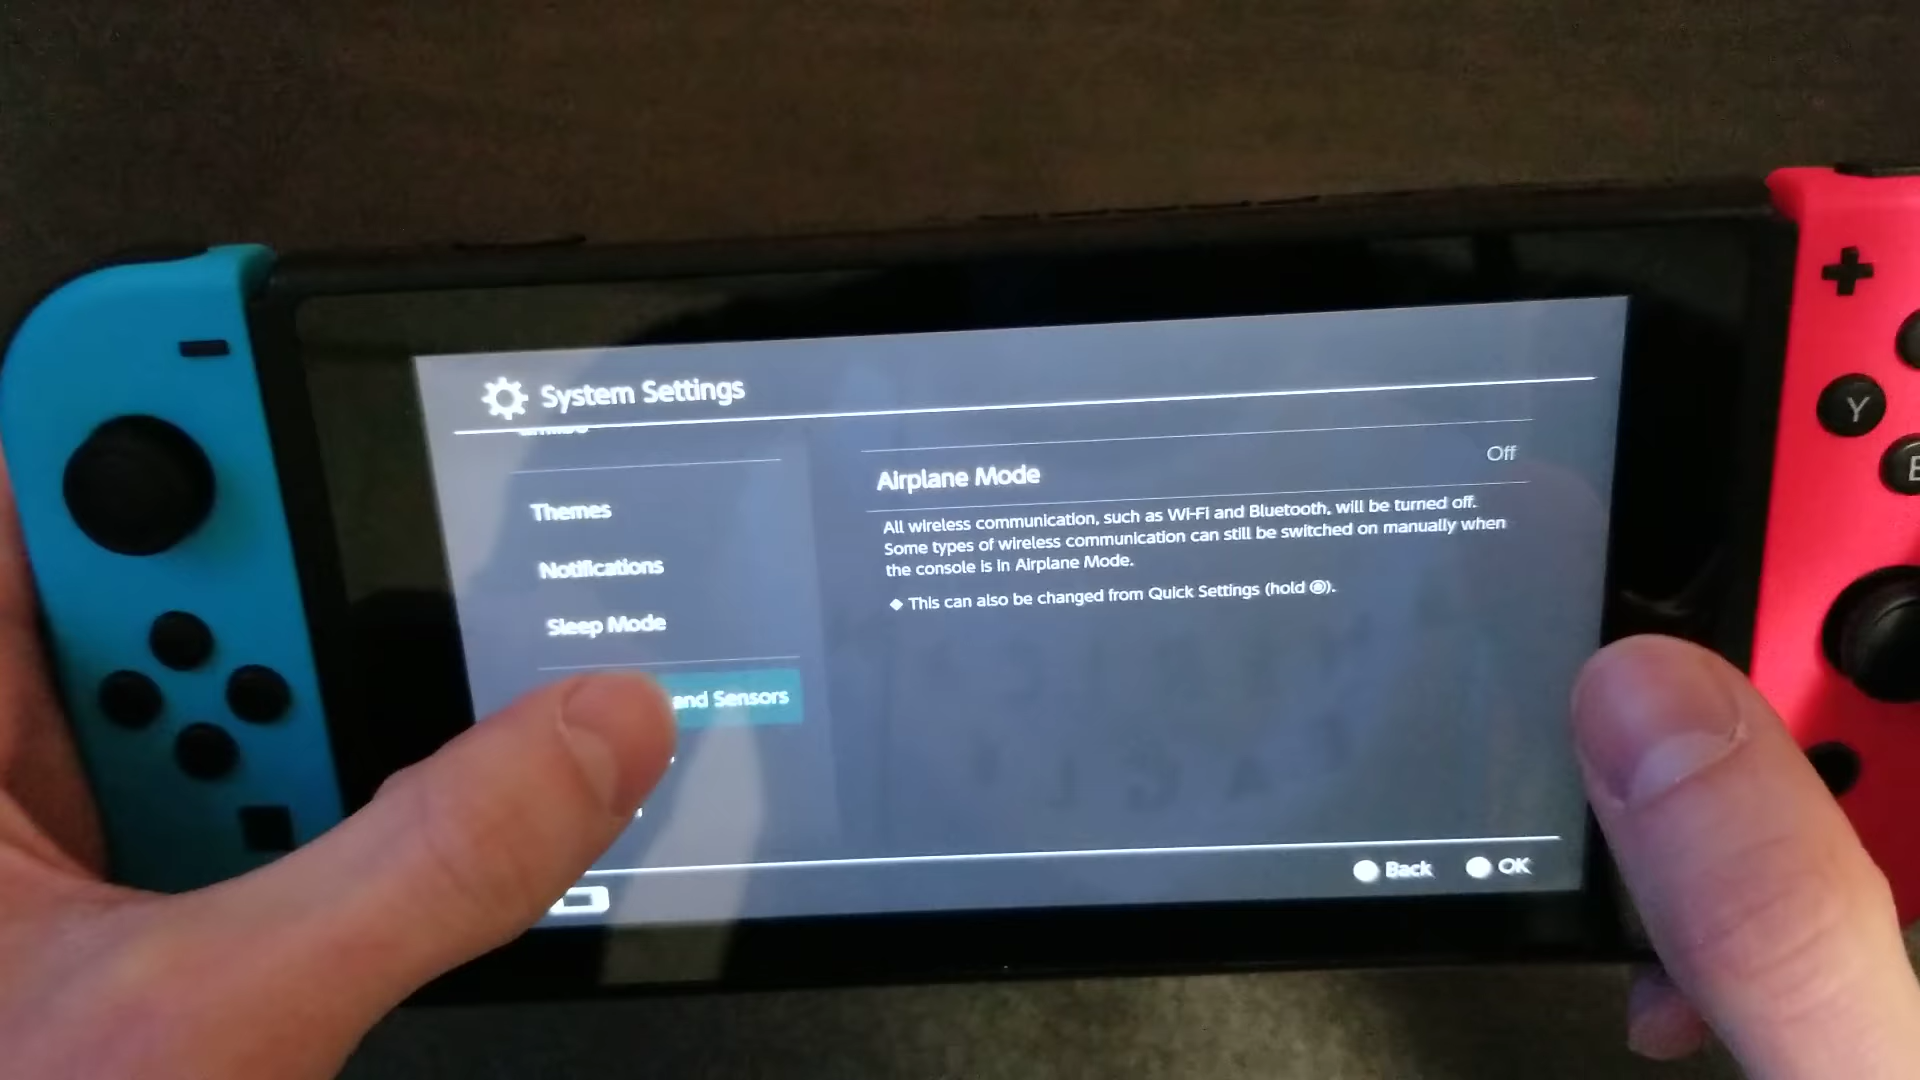 System Settings
Themes
Notifications
Sleep Mode
and Sensors
Airplane Mode
Off
All wireless communication, such as Wi-Fi and Bluetooth, will be turned off.
Some types of wireless communication can still be switched on manually when
the console is in Airplane Mode.
◆ This can also be changed from Quick Settings (hold ).
Back
OK
Y